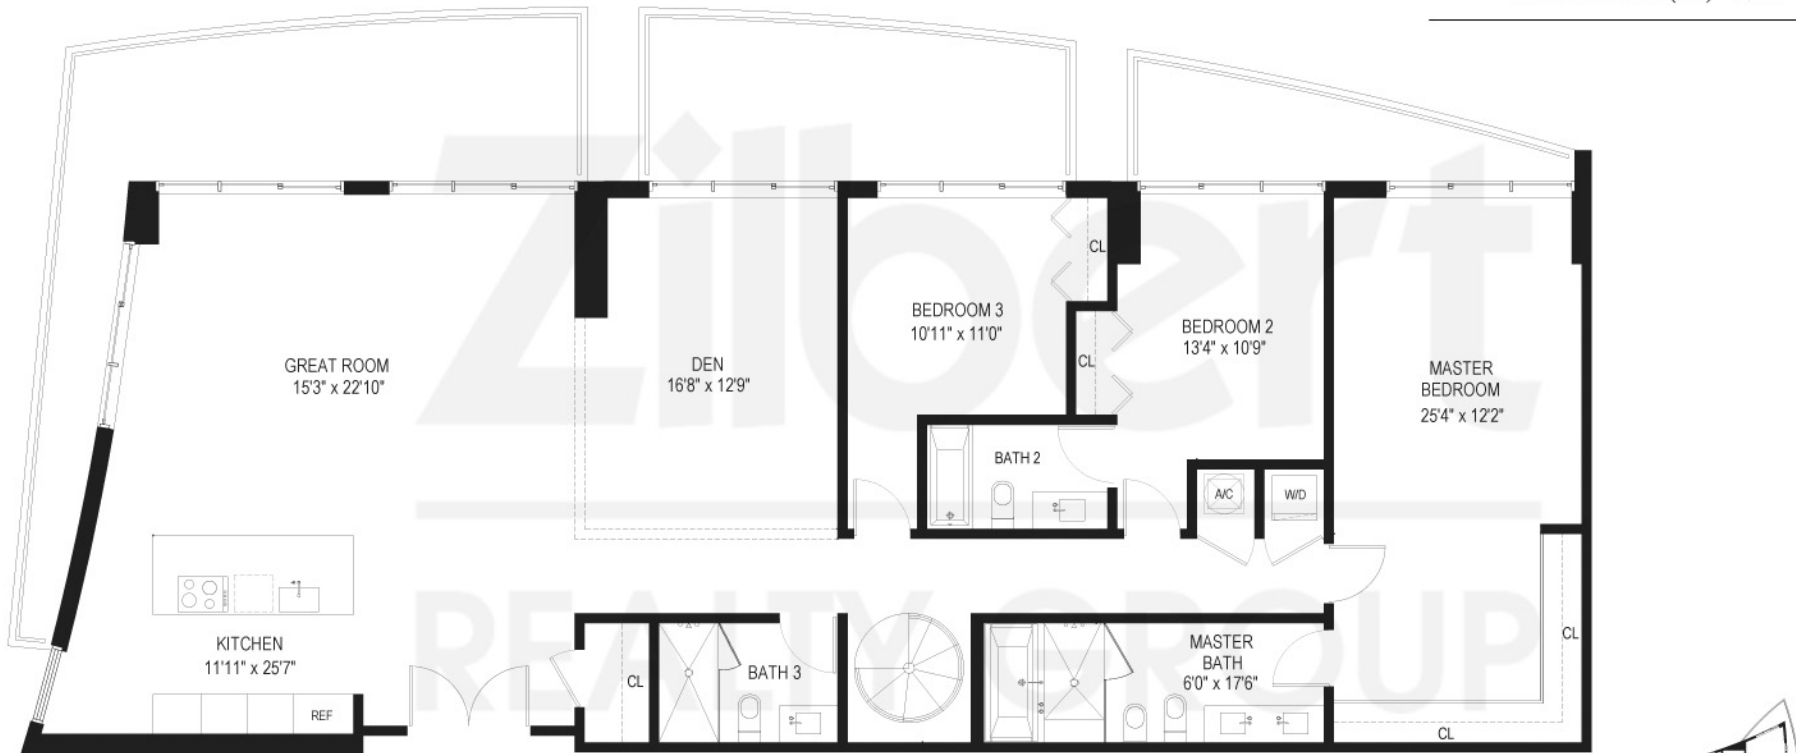 Zilbert
REALTY GROUP
GREAT ROOM
15'3" x 22'10"
DEN
16'8" x 12'9"
BEDROOM 3
10'11" x 11'0"
CL
CL
BEDROOM 2
13'4" x 10'9"
MASTER
BEDROOM
25'4" x 12'2"
BATH 2
A/C
W/D
KITCHEN
11'11" x 25'7"
REF
CL
BATH 3
MASTER
BATH
6'0" x 17'6"
CL
CL